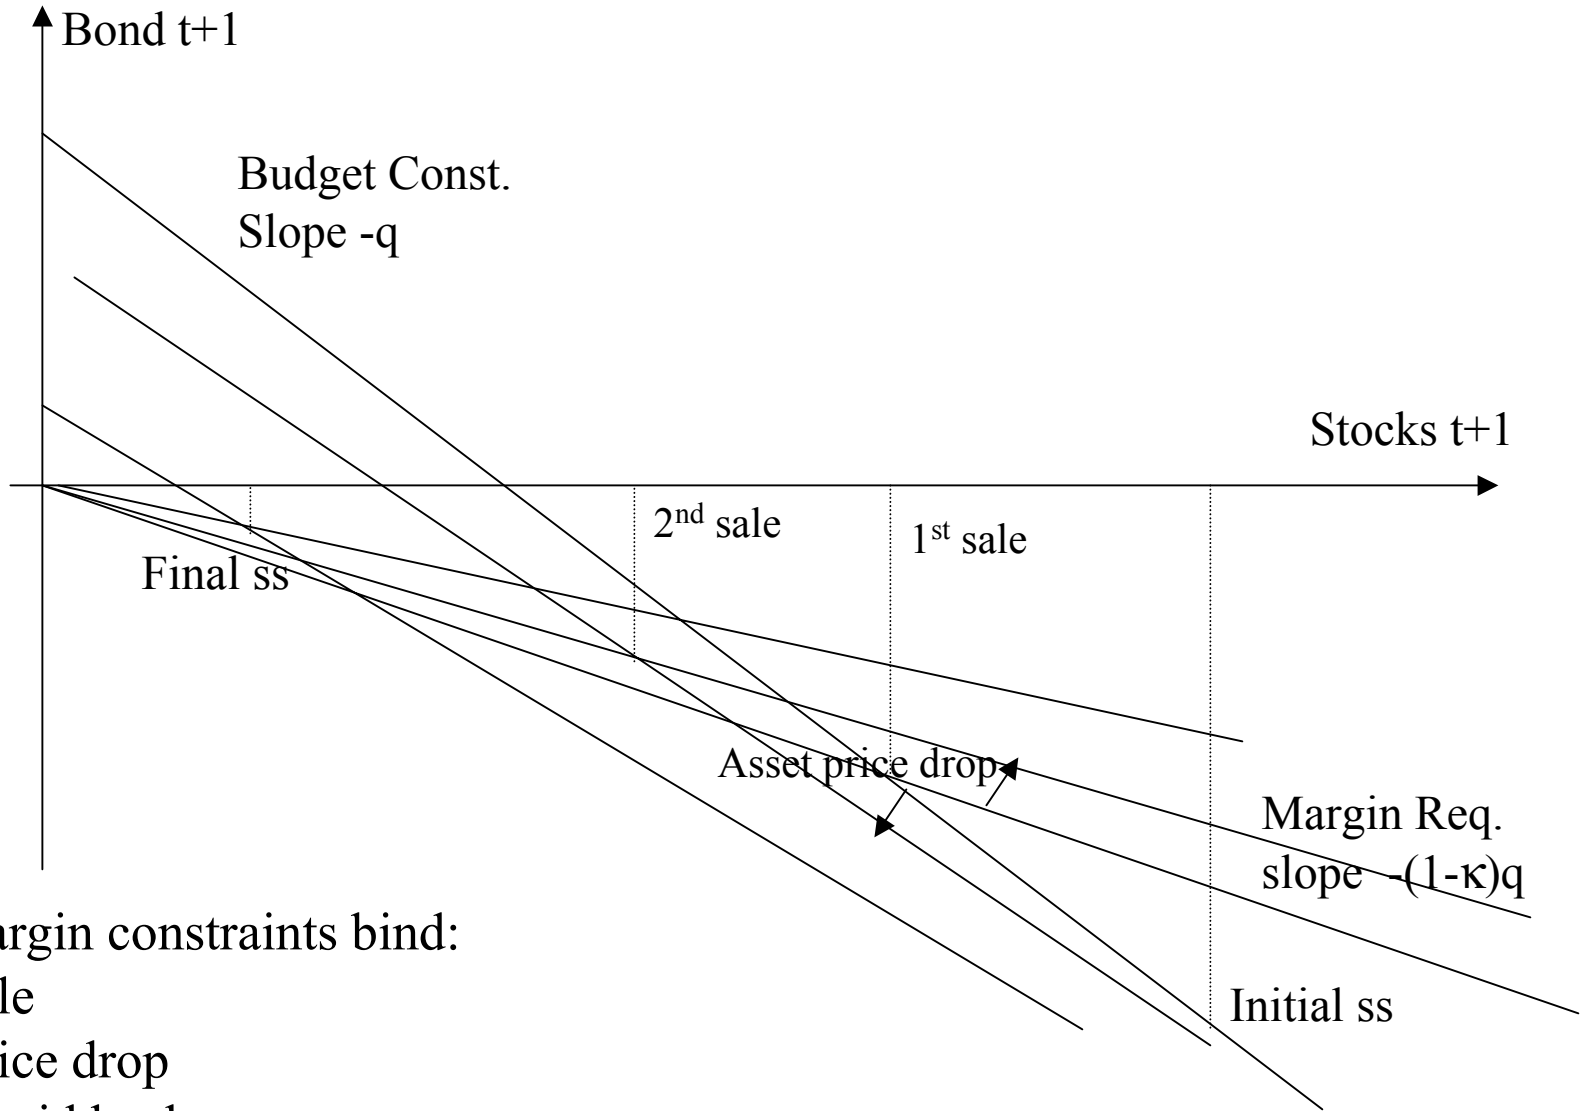 Bond t+1
Budget Const.
Slope -q
Stocks t+1
2nd sale
1st sale
Final ss
Asset price drop
Margin Req.
slope -(1-κ)q
Initial ss
argin constraints bind:
le
ice drop